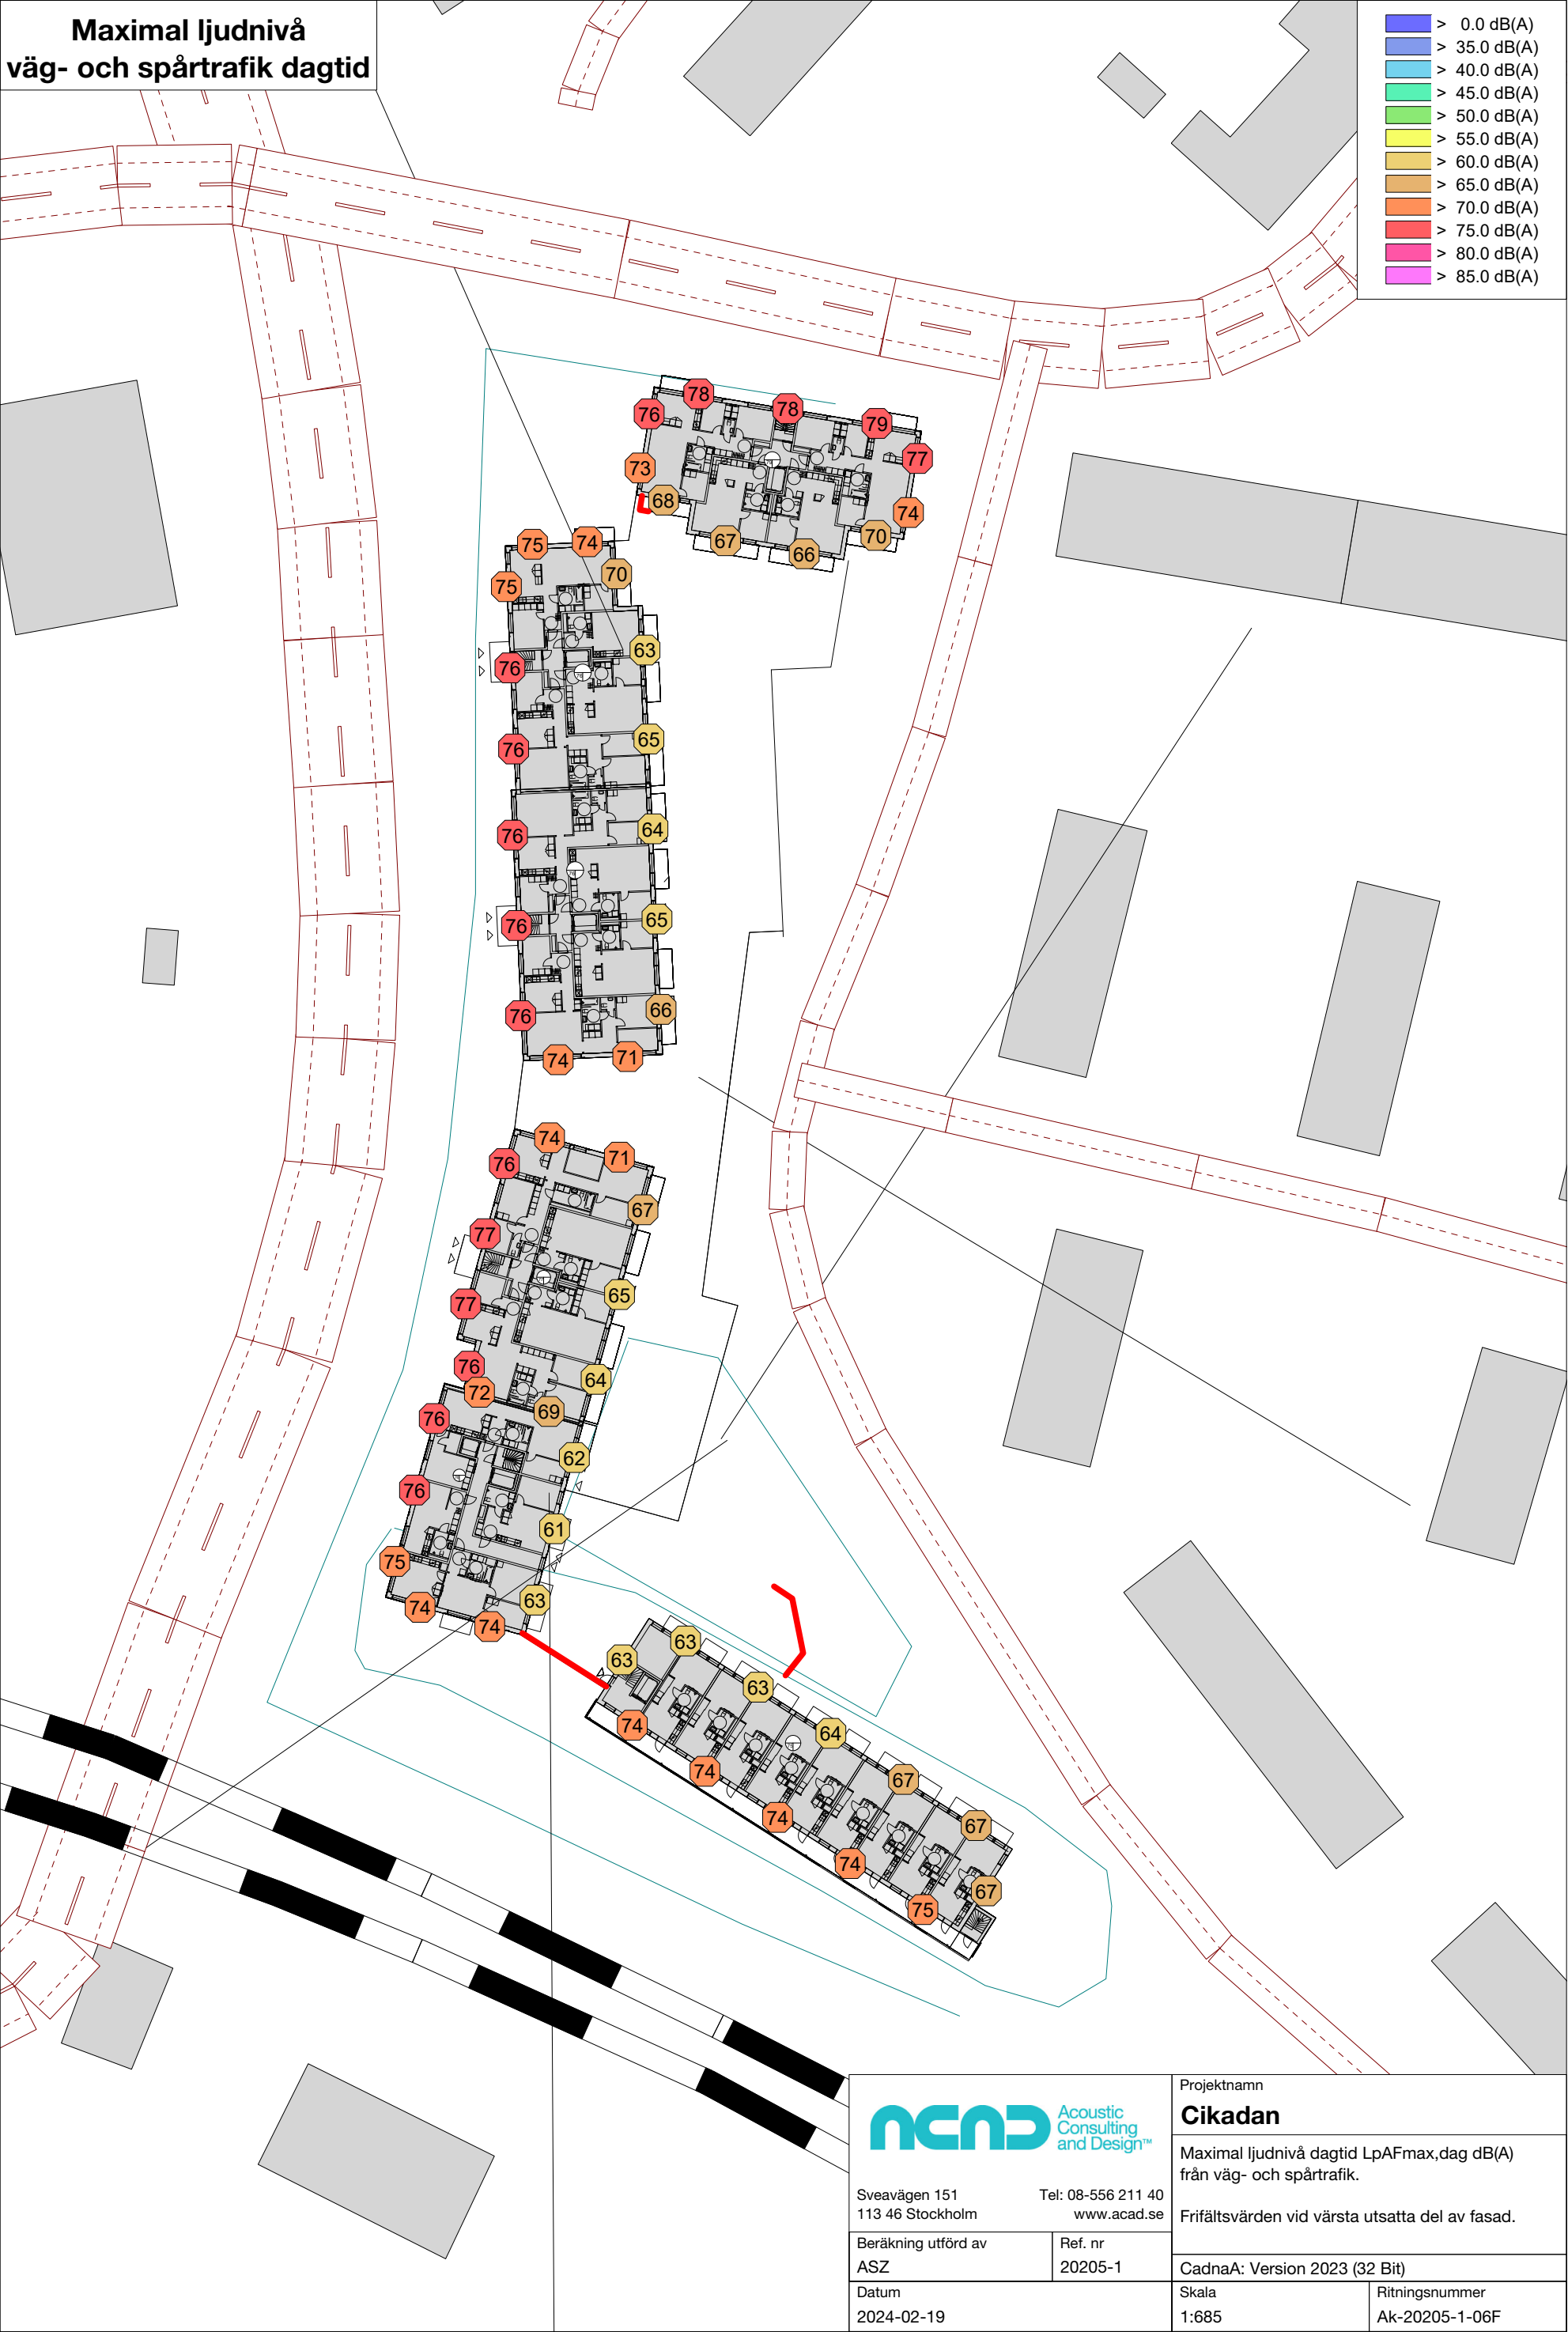 Maximal ljudnivå
väg- och spårtrafik dagtid
> 0.0 dB(A)
> 35.0 dB(A)
> 40.0 dB(A)
> 45.0 dB(A)
> 50.0 dB(A)
> 55.0 dB(A)
> 60.0 dB(A)
> 65.0 dB(A)
> 70.0 dB(A)
> 75.0 dB(A)
> 80.0 dB(A)
> 85.0 dB(A)
78
76
78
79
77
73
68
74
67
66
70
75
74
75
70
76
63
76
65
76
64
76
65
76
66
74
71
74
76
71
67
77
65
77
76
64
72
69
76
62
76
61
75
63
74
74
63
63
63
74
64
74
67
74
67
74
67
75
ACAD
Acoustic
Consulting
and Design™
Sveavägen 151 Tel: 08-556 211 40
113 46 Stockholm www.acad.se
Beräkning utförd av
ASZ
Ref. nr
20205-1
Datum
2024-02-19
Projektnamn
Cikadan
Maximal ljudnivå dagtid LpAFmax,dag dB(A)
från väg- och spårtrafik.
Frifältsvärden vid värsta utsatta del av fasad.
CadnaA: Version 2023 (32 Bit)
Skala
1:685
Ritningsnummer
Ak-20205-1-06F